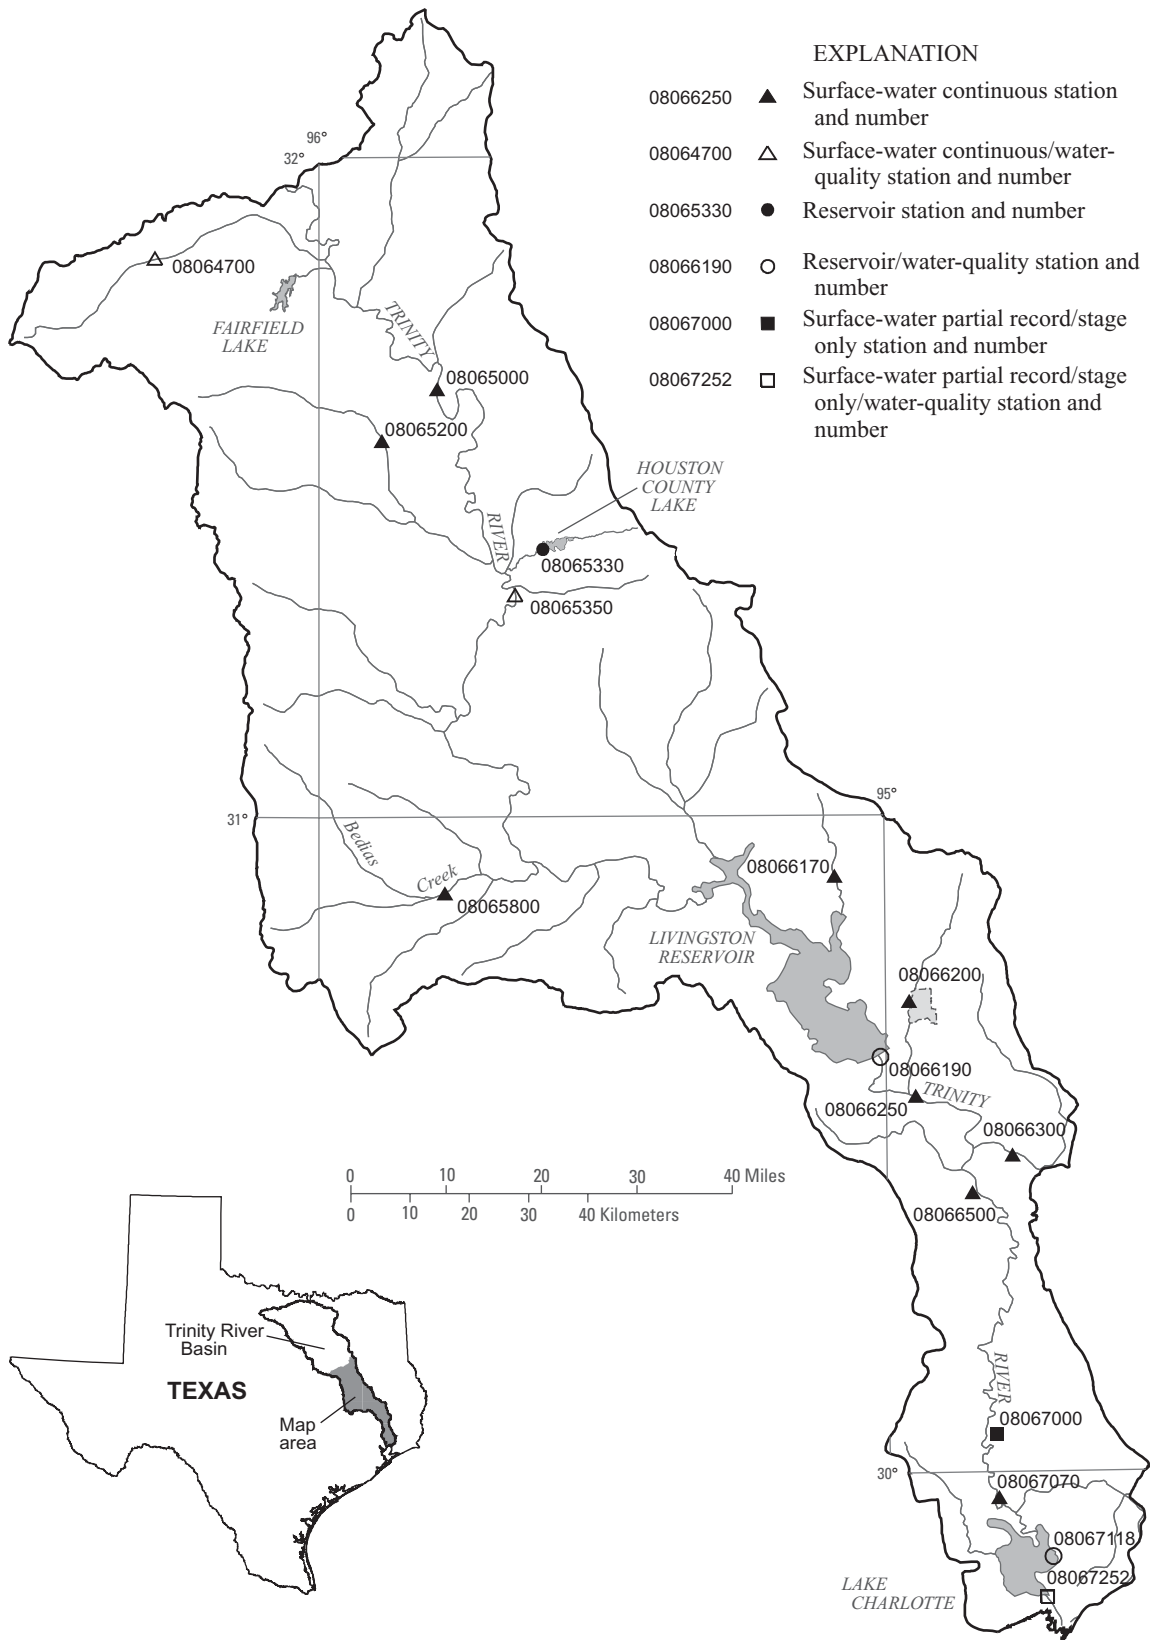 EXPLANATION
08066250
Surface-water continuous station
and number
08064700
Surface-water continuous/water-
quality station and number
08065330
Reservoir station and number
08066190
Reservoir/water-quality station and
number
08067000
Surface-water partial record/stage
only station and number
08067252
Surface-water partial record/stage
only/water-quality station and
number
96°
32°
08064700
FAIRFIELD
LAKE
TRINITY
08065000
08065200
HOUSTON
COUNTY
LAKE
RIVER
08065330
08065350
95°
31°
Bedias
Creek
08065800
08066170
LIVINGSTON
RESERVOIR
08066200
08066190
TRINITY
08066250
08066300
08066500
0 10 20 30 40 Miles
0 10 20 30 40 Kilometers
Trinity River
Basin
TEXAS
Map
area
RIVER
08067000
30°
08067070
08067118
08067252
LAKE
CHARLOTTE